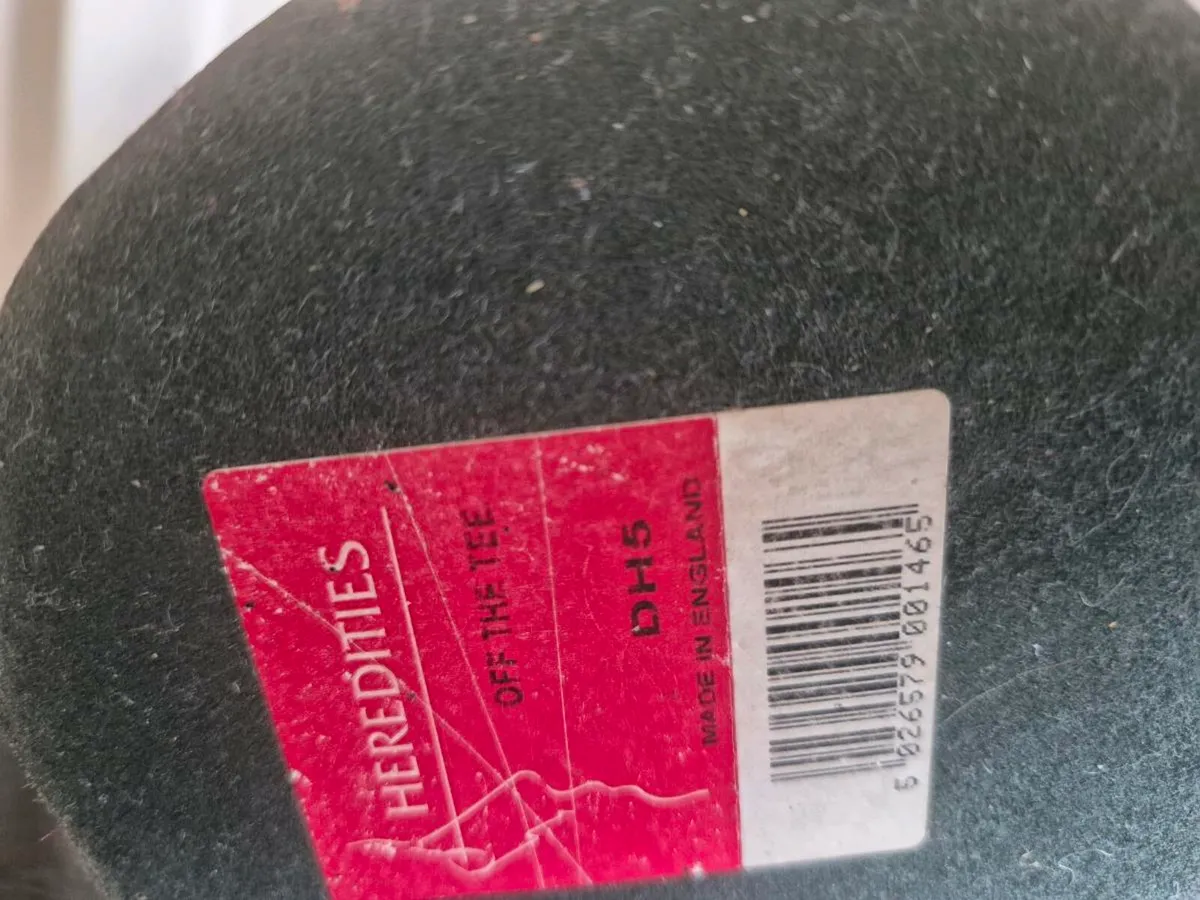 HEREDITIES
OFF THE TEE
DH5
MADE IN ENGLAND
5 026579 001465